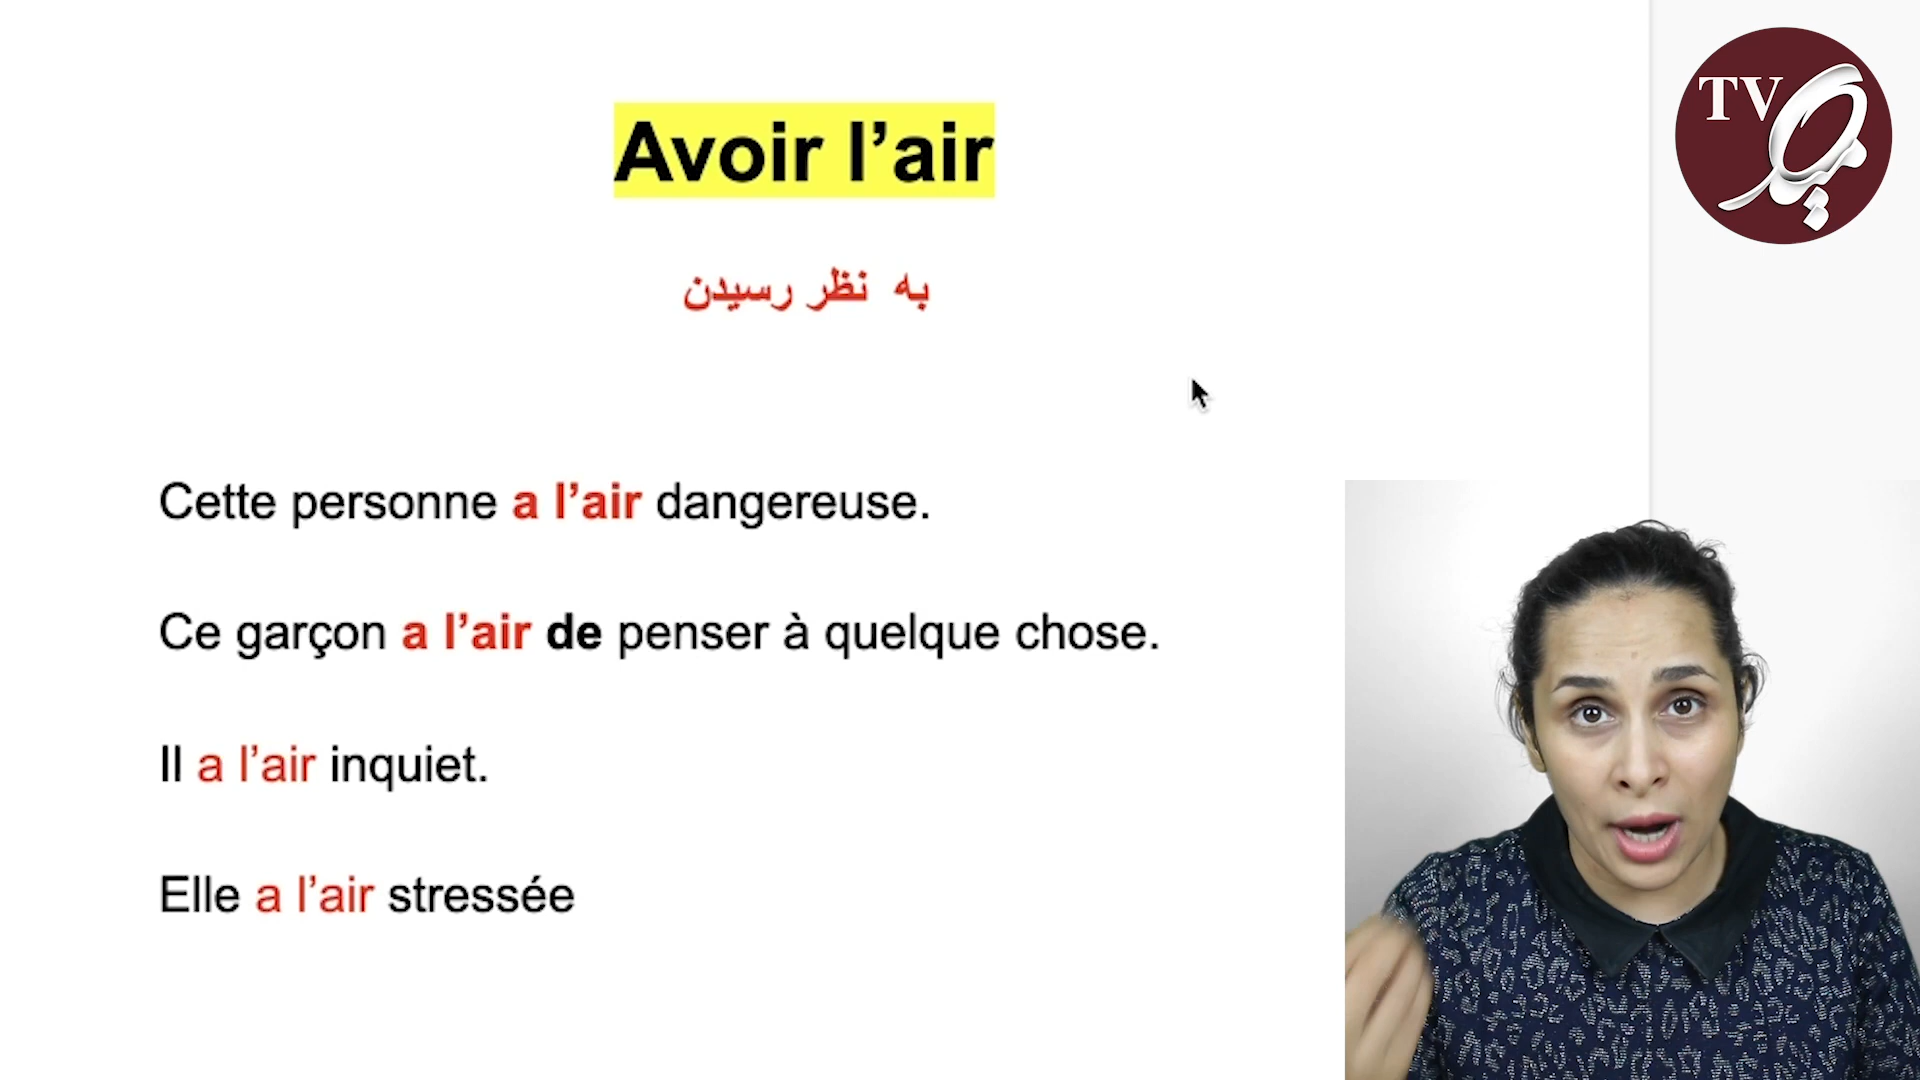 Avoir l’air
به نظر رسیدن
Cette personne a l’air dangereuse.
Ce garçon a l’air de penser à quelque chose.
Il a l’air inquiet.
Elle a l’air stressée
TV